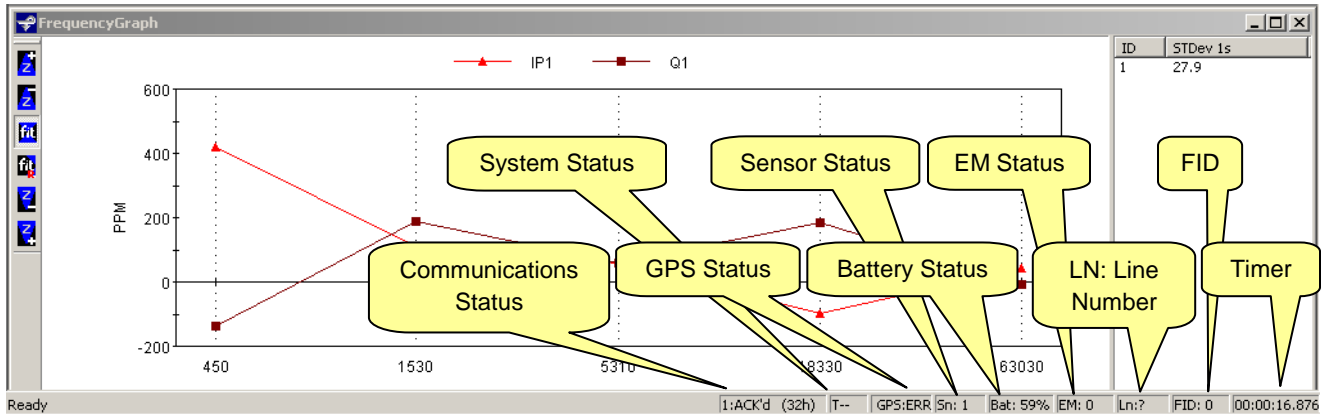 FrequencyGraph
ID STDev 1s
1 27.9
IP1 Q1
PPM
600
400
200
0
-200
450 1530 5310 18330 63030
z+
z-
fit
fit
z-
z+
System Status
Sensor Status
EM Status
FID
Communications
Status
GPS Status
Battery Status
LN: Line
Number
Timer
Ready 1:ACK'd (32h) T-- GPS:ERR Sn: 1 Bat: 59% EM: 0 Ln:? FID: 0 00:00:16.876